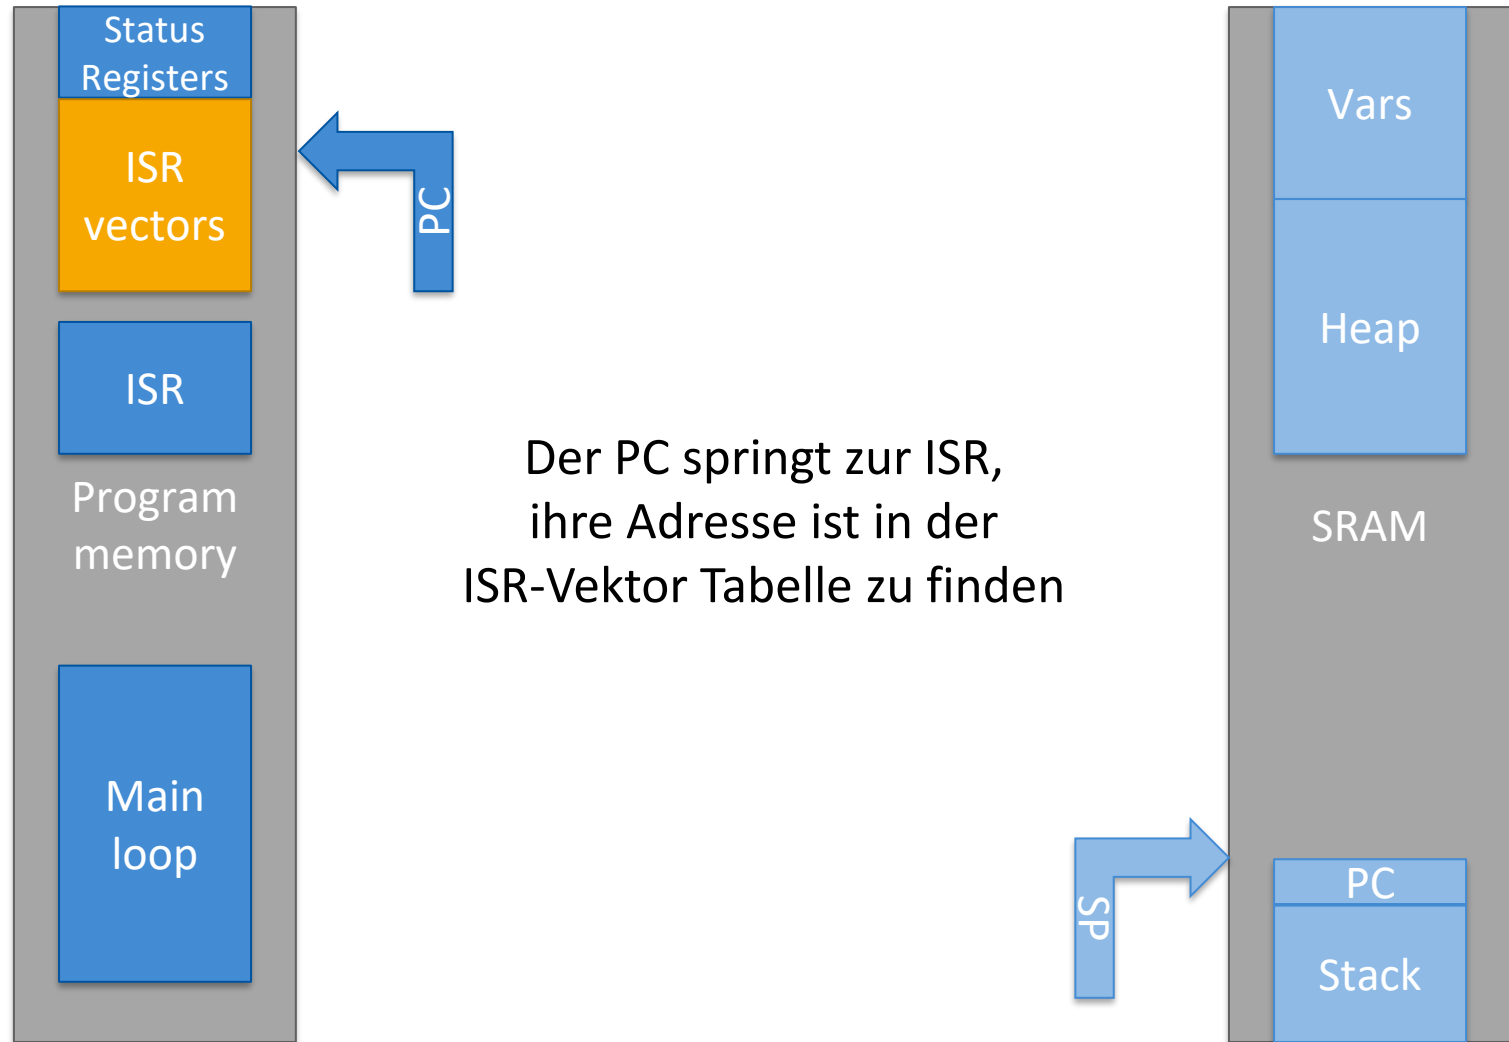 Status
Registers
ISR
vectors
PC
ISR
Program
memory
Main
loop
Der PC springt zur ISR,
ihre Adresse ist in der
ISR-Vektor Tabelle zu finden
Vars
Heap
SRAM
SP
PC
Stack